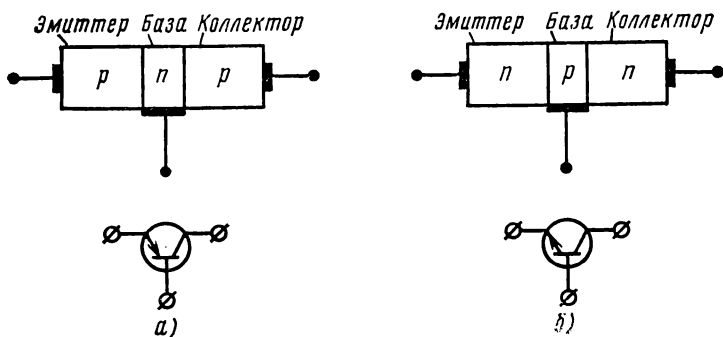 Эмиттер База Коллектор
p n p
а)
Эмиттер База Коллектор
n p n
б)